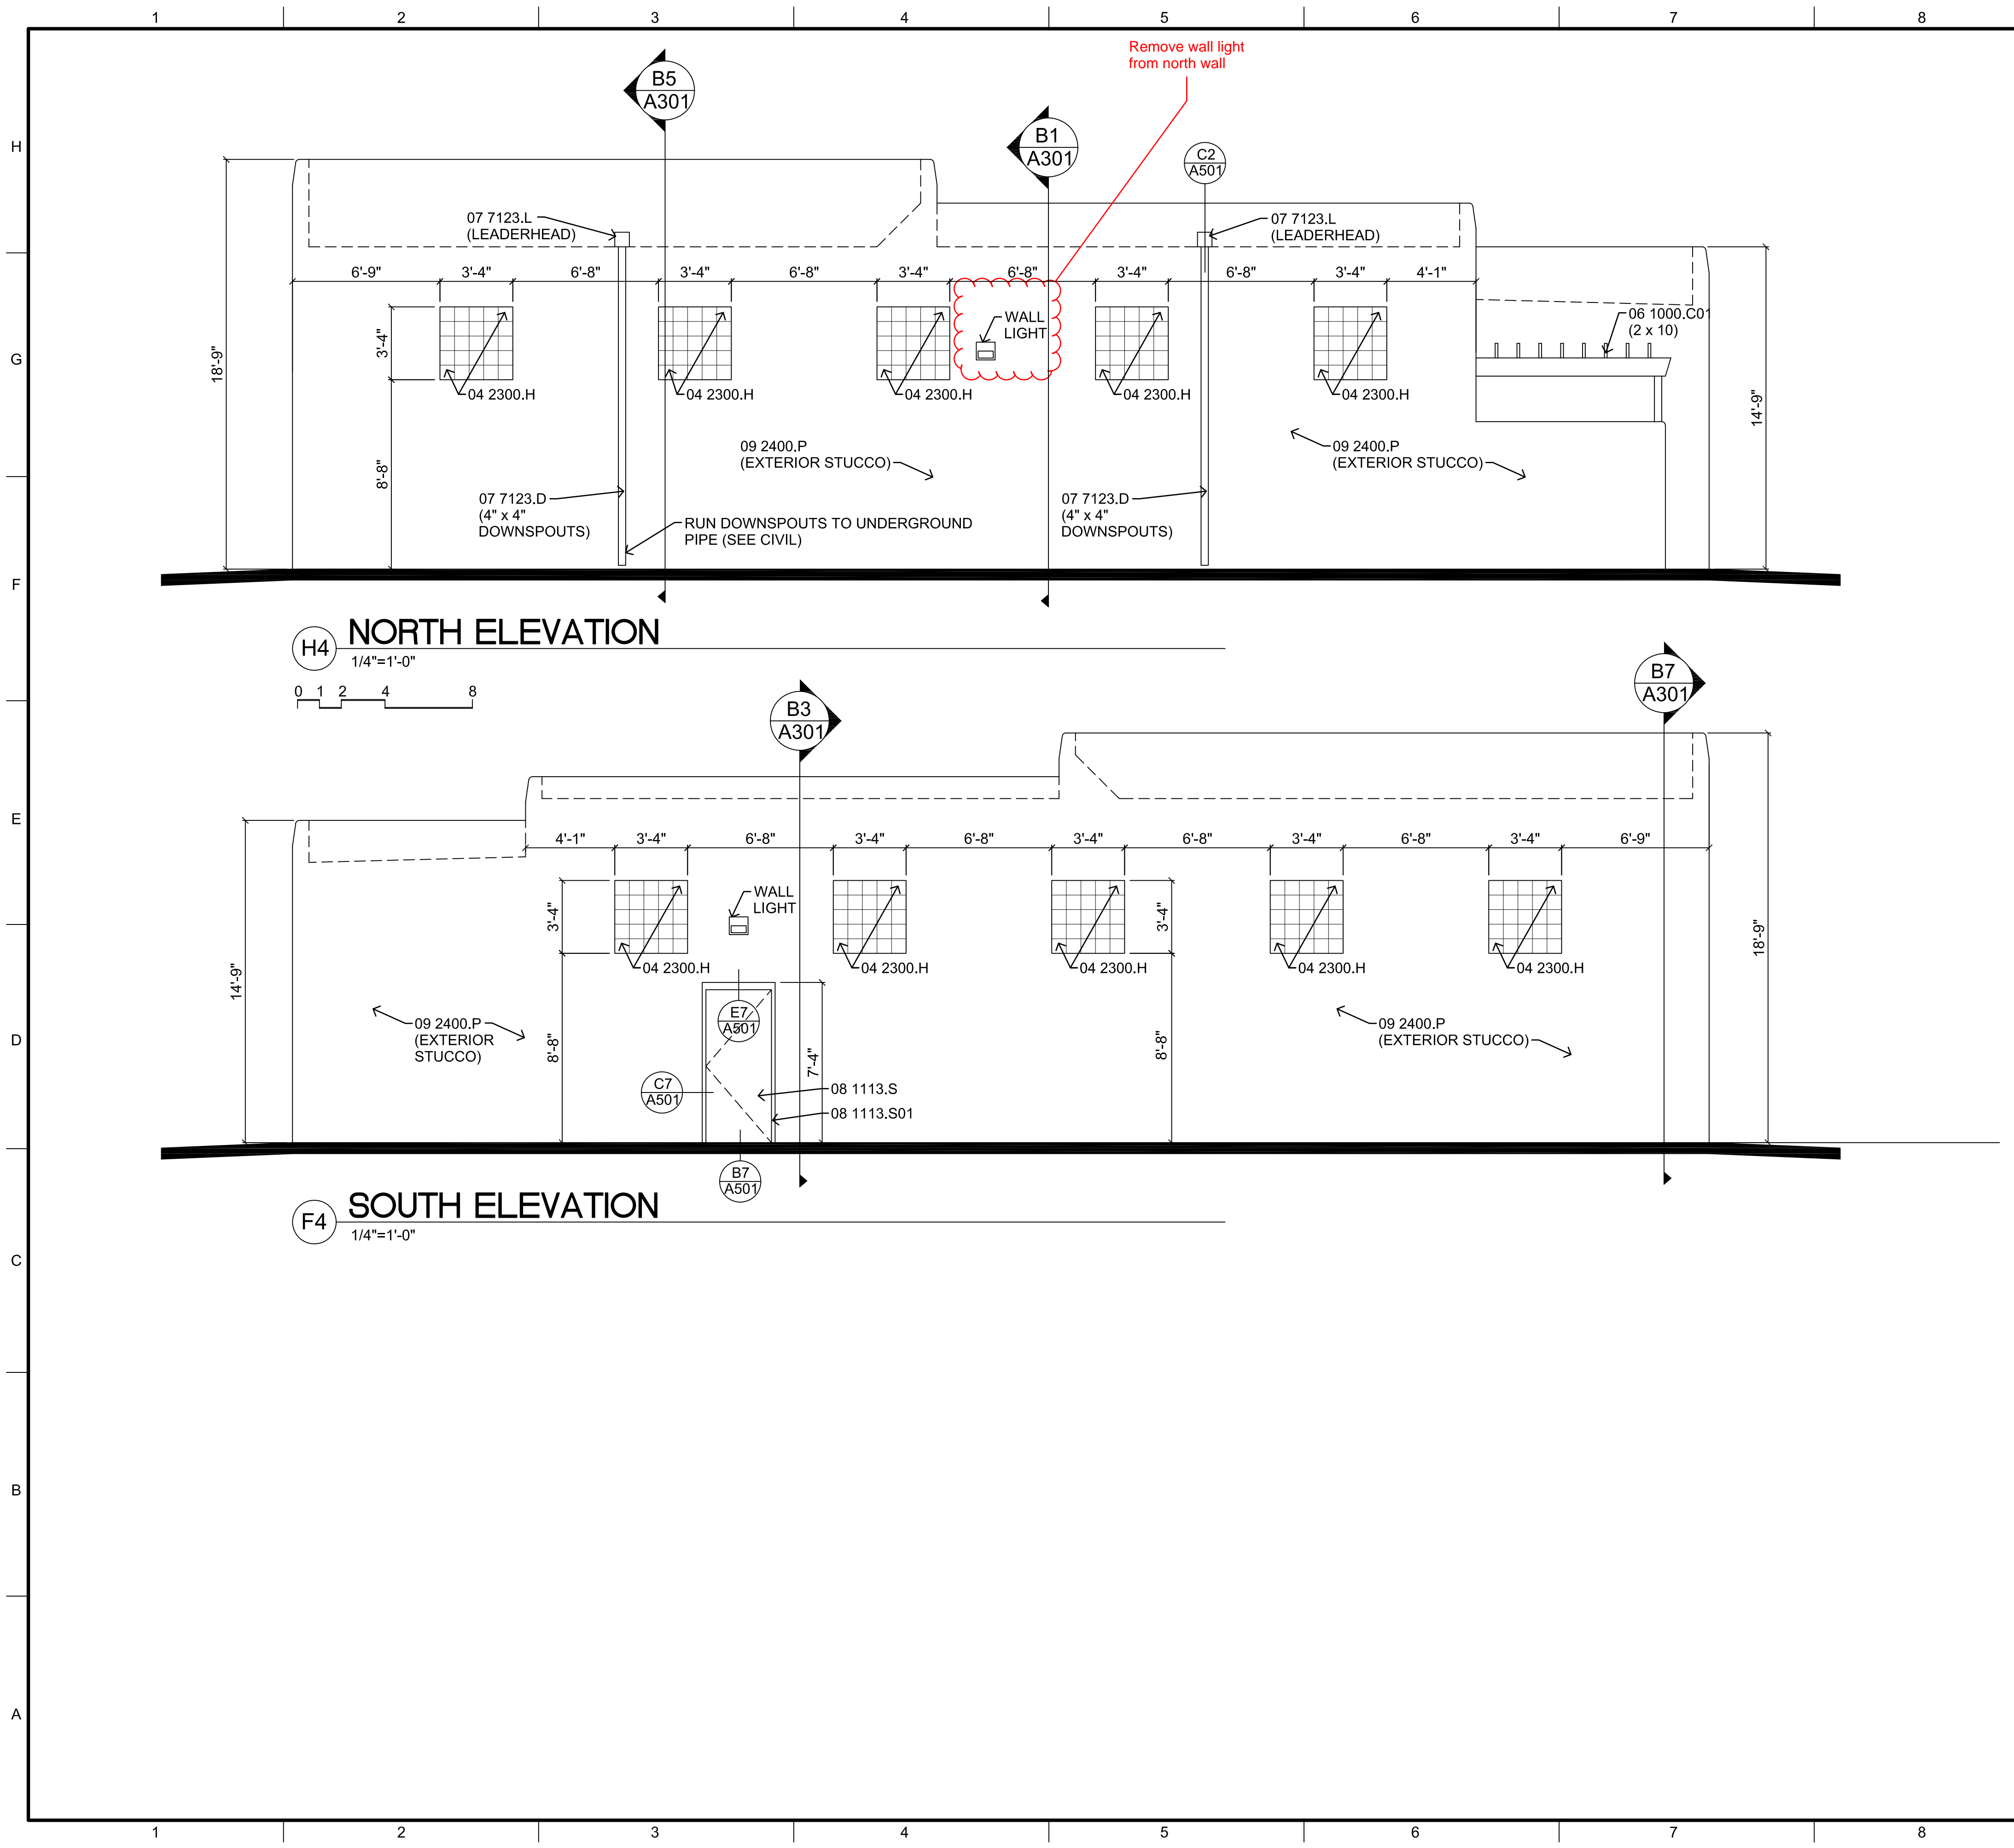 1 2 3 4 5 6 7 8
Remove wall light
from north wall
B5
A301
B1
A301
C2
A501
H
07 7123.L
(LEADERHEAD)
07 7123.L
(LEADERHEAD)
6'-9" 3'-4" 6'-8" 3'-4" 6'-8" 3'-4" 6'-8" 3'-4" 6'-8" 3'-4" 4'-1"
06 1000.C01
(2 x 10)
WALL
LIGHT
3'-4"
G
18'-9"
14'-9"
04 2300.H 04 2300.H 04 2300.H 04 2300.H 04 2300.H
09 2400.P
(EXTERIOR STUCCO)
09 2400.P
(EXTERIOR STUCCO)
8'-8"
07 7123.D
(4" x 4"
DOWNSPOUTS)
RUN DOWNSPOUTS TO UNDERGROUND
PIPE (SEE CIVIL)
07 7123.D
(4" x 4"
DOWNSPOUTS)
F
H4
NORTH ELEVATION
1/4"=1'-0"
0 1 2 4 8
B3
A301
B7
A301
E
4'-1" 3'-4" 6'-8" 3'-4" 6'-8" 3'-4" 6'-8" 3'-4" 6'-8" 3'-4" 6'-9"
WALL
LIGHT
3'-4"
3'-4"
18'-9"
14'-9"
04 2300.H 04 2300.H 04 2300.H 04 2300.H 04 2300.H
E7
A501
09 2400.P
(EXTERIOR
STUCCO)
09 2400.P
(EXTERIOR STUCCO)
D
8'-8"
7'-4"
8'-8"
C7
A501
08 1113.S
08 1113.S01
B7
A501
F4
SOUTH ELEVATION
1/4"=1'-0"
C
B
A
1 2 3 4 5 6 7 8